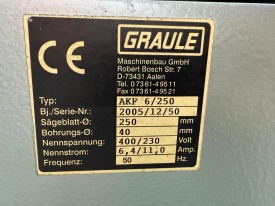 CE
GRAULE
Maschinenbau GmbH
Robert Bosch Str. 7
D-73431 Aalen
Tel. 07361-49511
Fax 07361-49521
Typ: AKF 6/250
Bj./Serie-Nr.: 2005/12/50
Sägeblatt-Ø: 250 mm
Bohrungs-Ø: 40 mm
Nennspannung: 400/230 Volt
Nennstrom: 6,4/11,0 Amp.
Frequenz: 50 Hz.